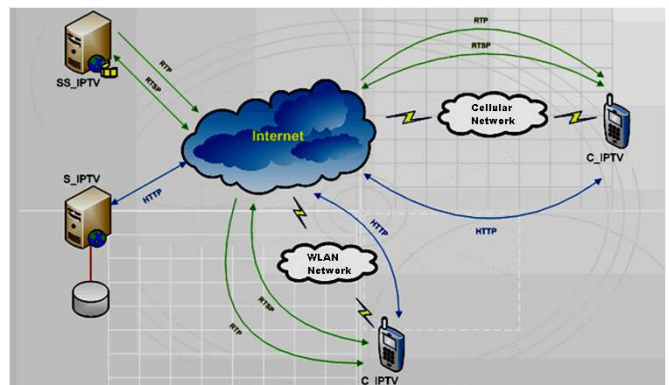 RTP
RTSP
SS_IPTV
RTP
RTSP
Internet
Cellular
Network
C_IPTV
S_IPTV
HTTP
HTTP
HTTP
WLAN
Network
RTSP
RTP
C_IPTV